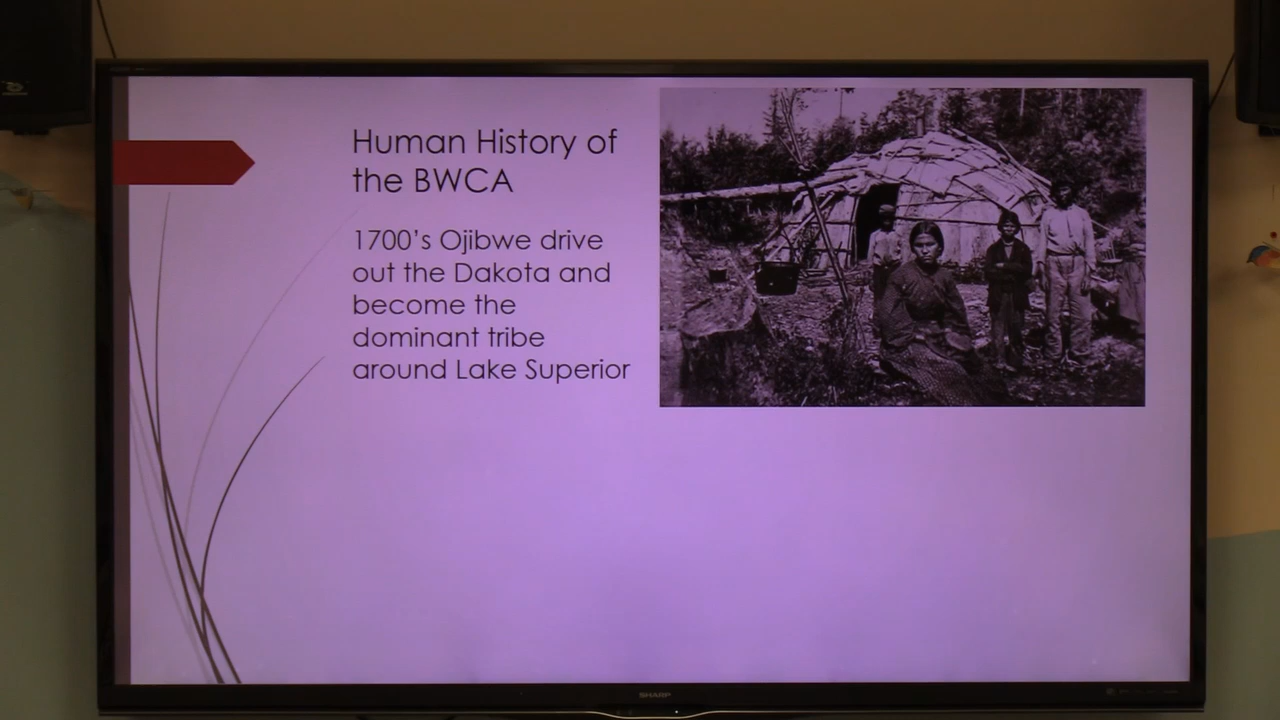 Human History of
the BWCA
1700's Ojibwe drive
out the Dakota and
become the
dominant tribe
around Lake Superior
SHARP